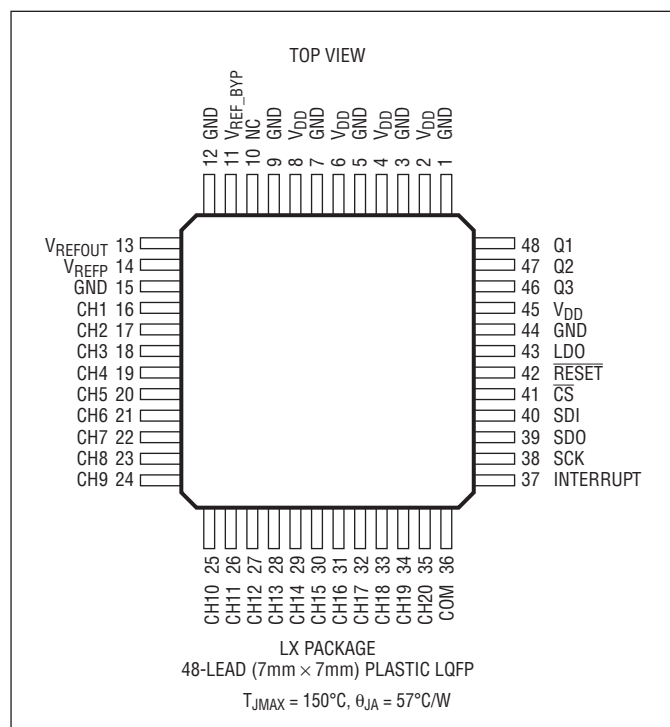 TOP VIEW
12 GND
11 VREF_BYP
10 NC
9 GND
8 VDD
7 GND
6 VDD
5 GND
4 VDD
3 GND
2 VDD
1 GND
VREFOUT 13
VREFP 14
GND 15
CH1 16
CH2 17
CH3 18
CH4 19
CH5 20
CH6 21
CH7 22
CH8 23
CH9 24
48 Q1
47 Q2
46 Q3
45 VDD
44 GND
43 LDO
42 RESET
41 CS
40 SDI
39 SDO
38 SCK
37 INTERRUPT
CH10 25
CH11 26
CH12 27
CH13 28
CH14 29
CH15 30
CH16 31
CH17 32
CH18 33
CH19 34
CH20 35
COM 36
LX PACKAGE
48-LEAD (7mm × 7mm) PLASTIC LQFP
TJMAX = 150°C, θJA = 57°C/W